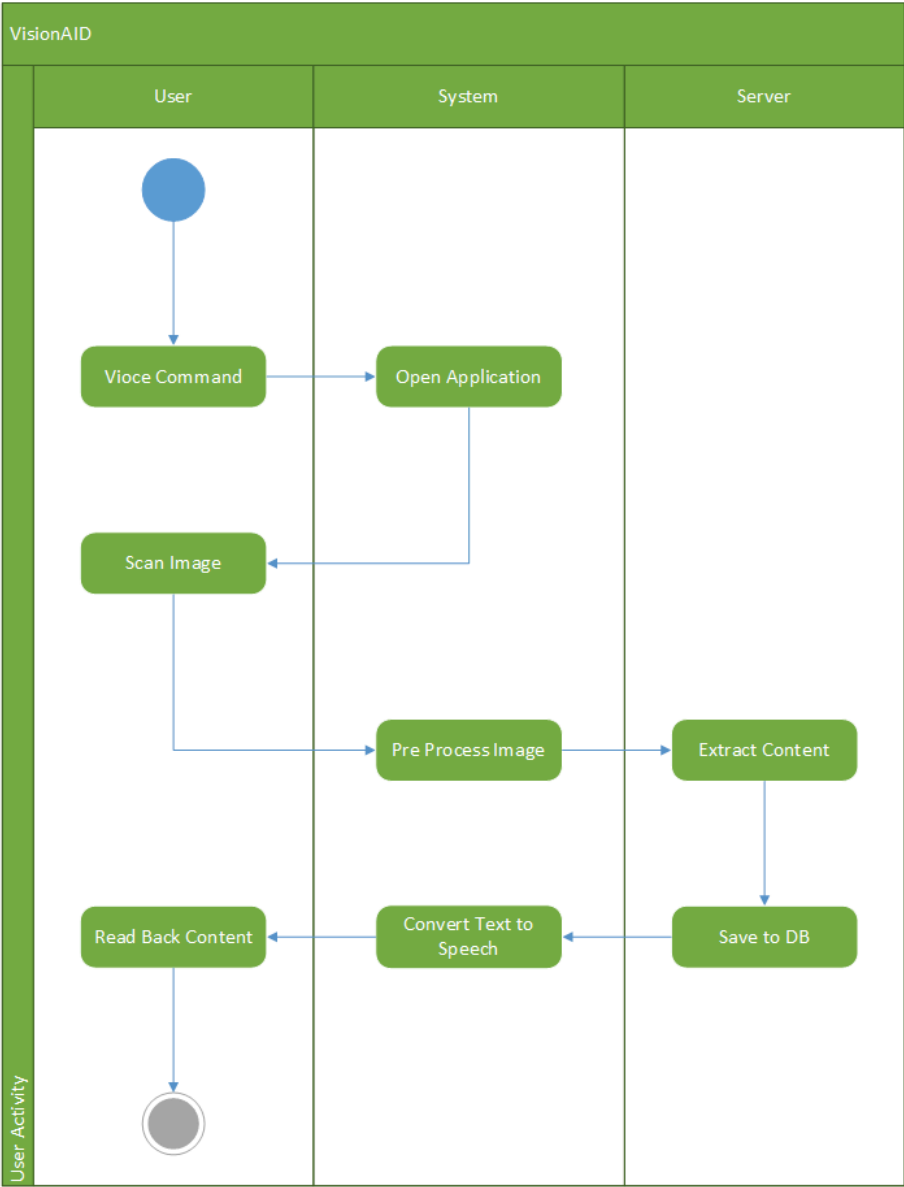 VisionAID
User
System
Server
Vioce Command
Open Application
Scan Image
Pre Process Image
Extract Content
Read Back Content
Convert Text to
Speech
Save to DB
User Activity